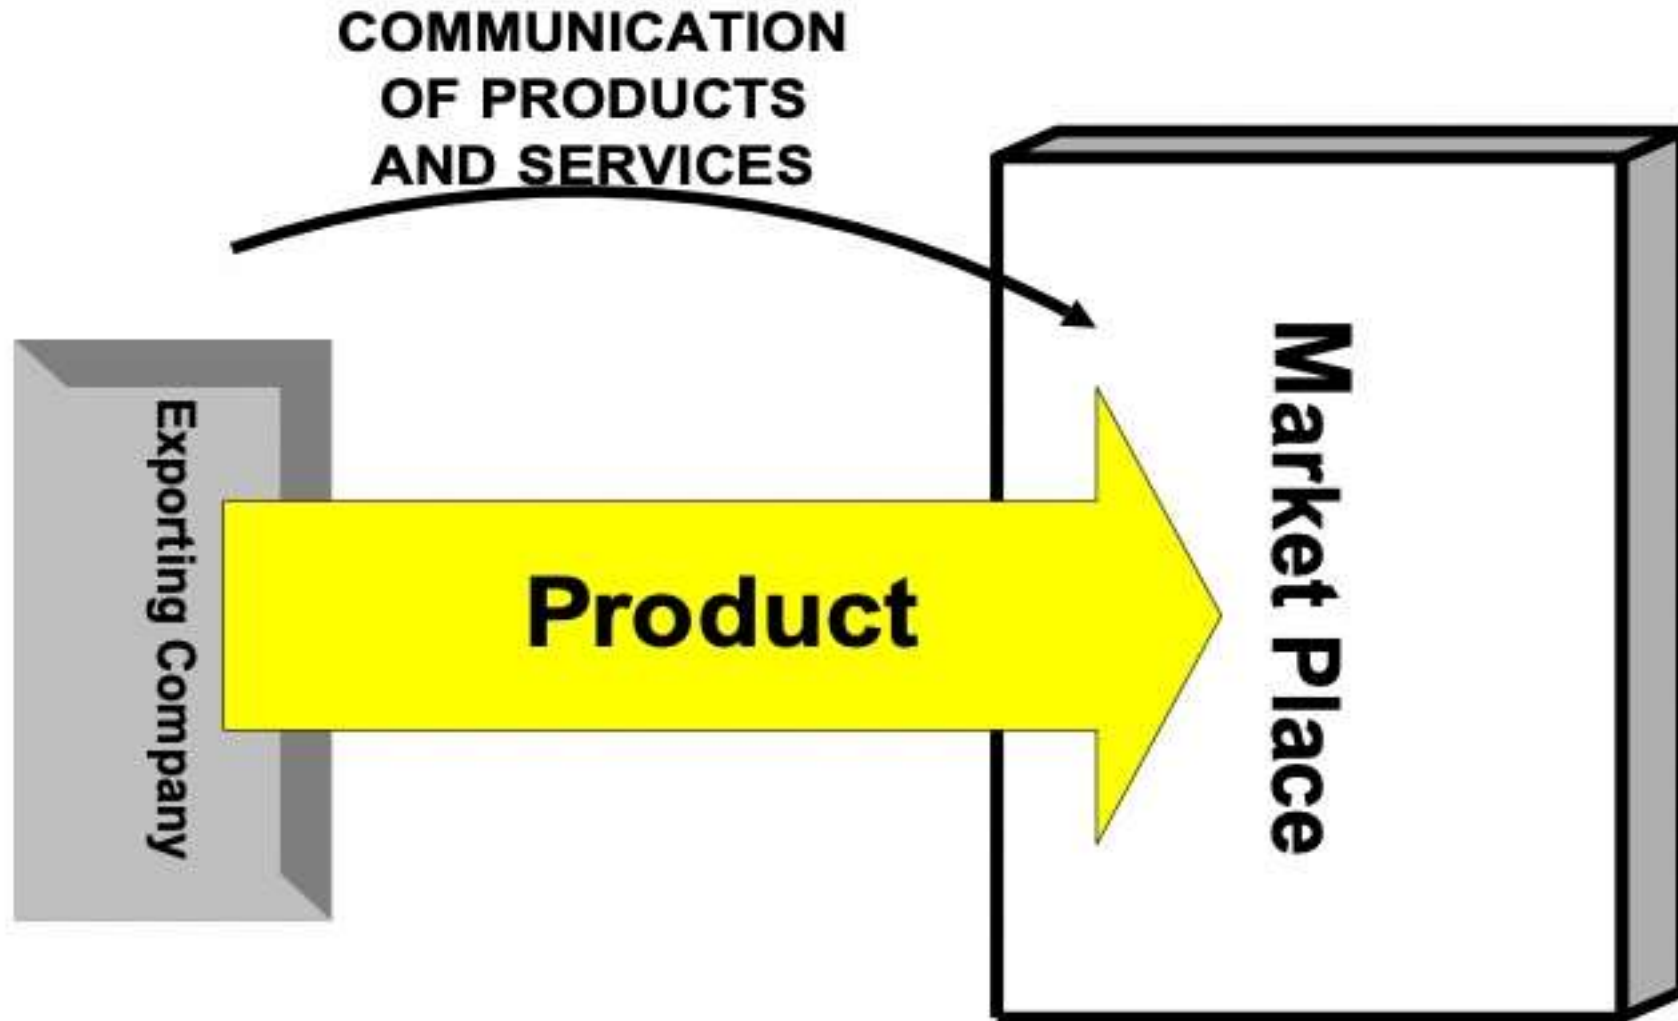 COMMUNICATION
OF PRODUCTS
AND SERVICES
Exporting Company
Product
Market Place